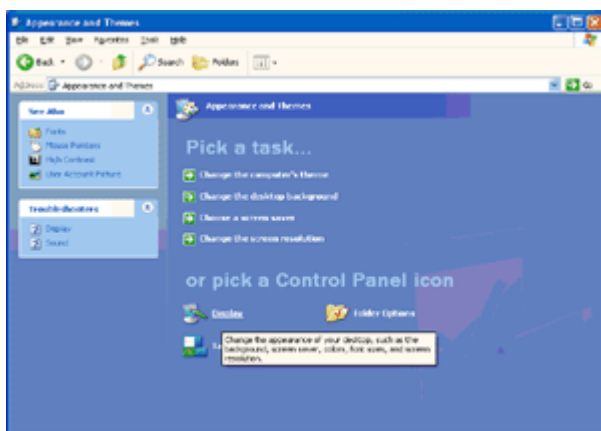 Appearance and Themes
File Edit View Favorites Tools Help
Back Search Folders
Address Appearance and Themes Go
See Also
Fonts
Mouse Pointers
High Contrast
User Account Picture
Troubleshooters
Display
Sound
Appearance and Themes
Pick a task...
Change the computer's theme
Change the desktop background
Choose a screen saver
Change the screen resolution
or pick a Control Panel icon
Display Folder Options
Change the appearance of your desktop, such as the
background, screen saver, colors, font sizes, and screen
resolution.